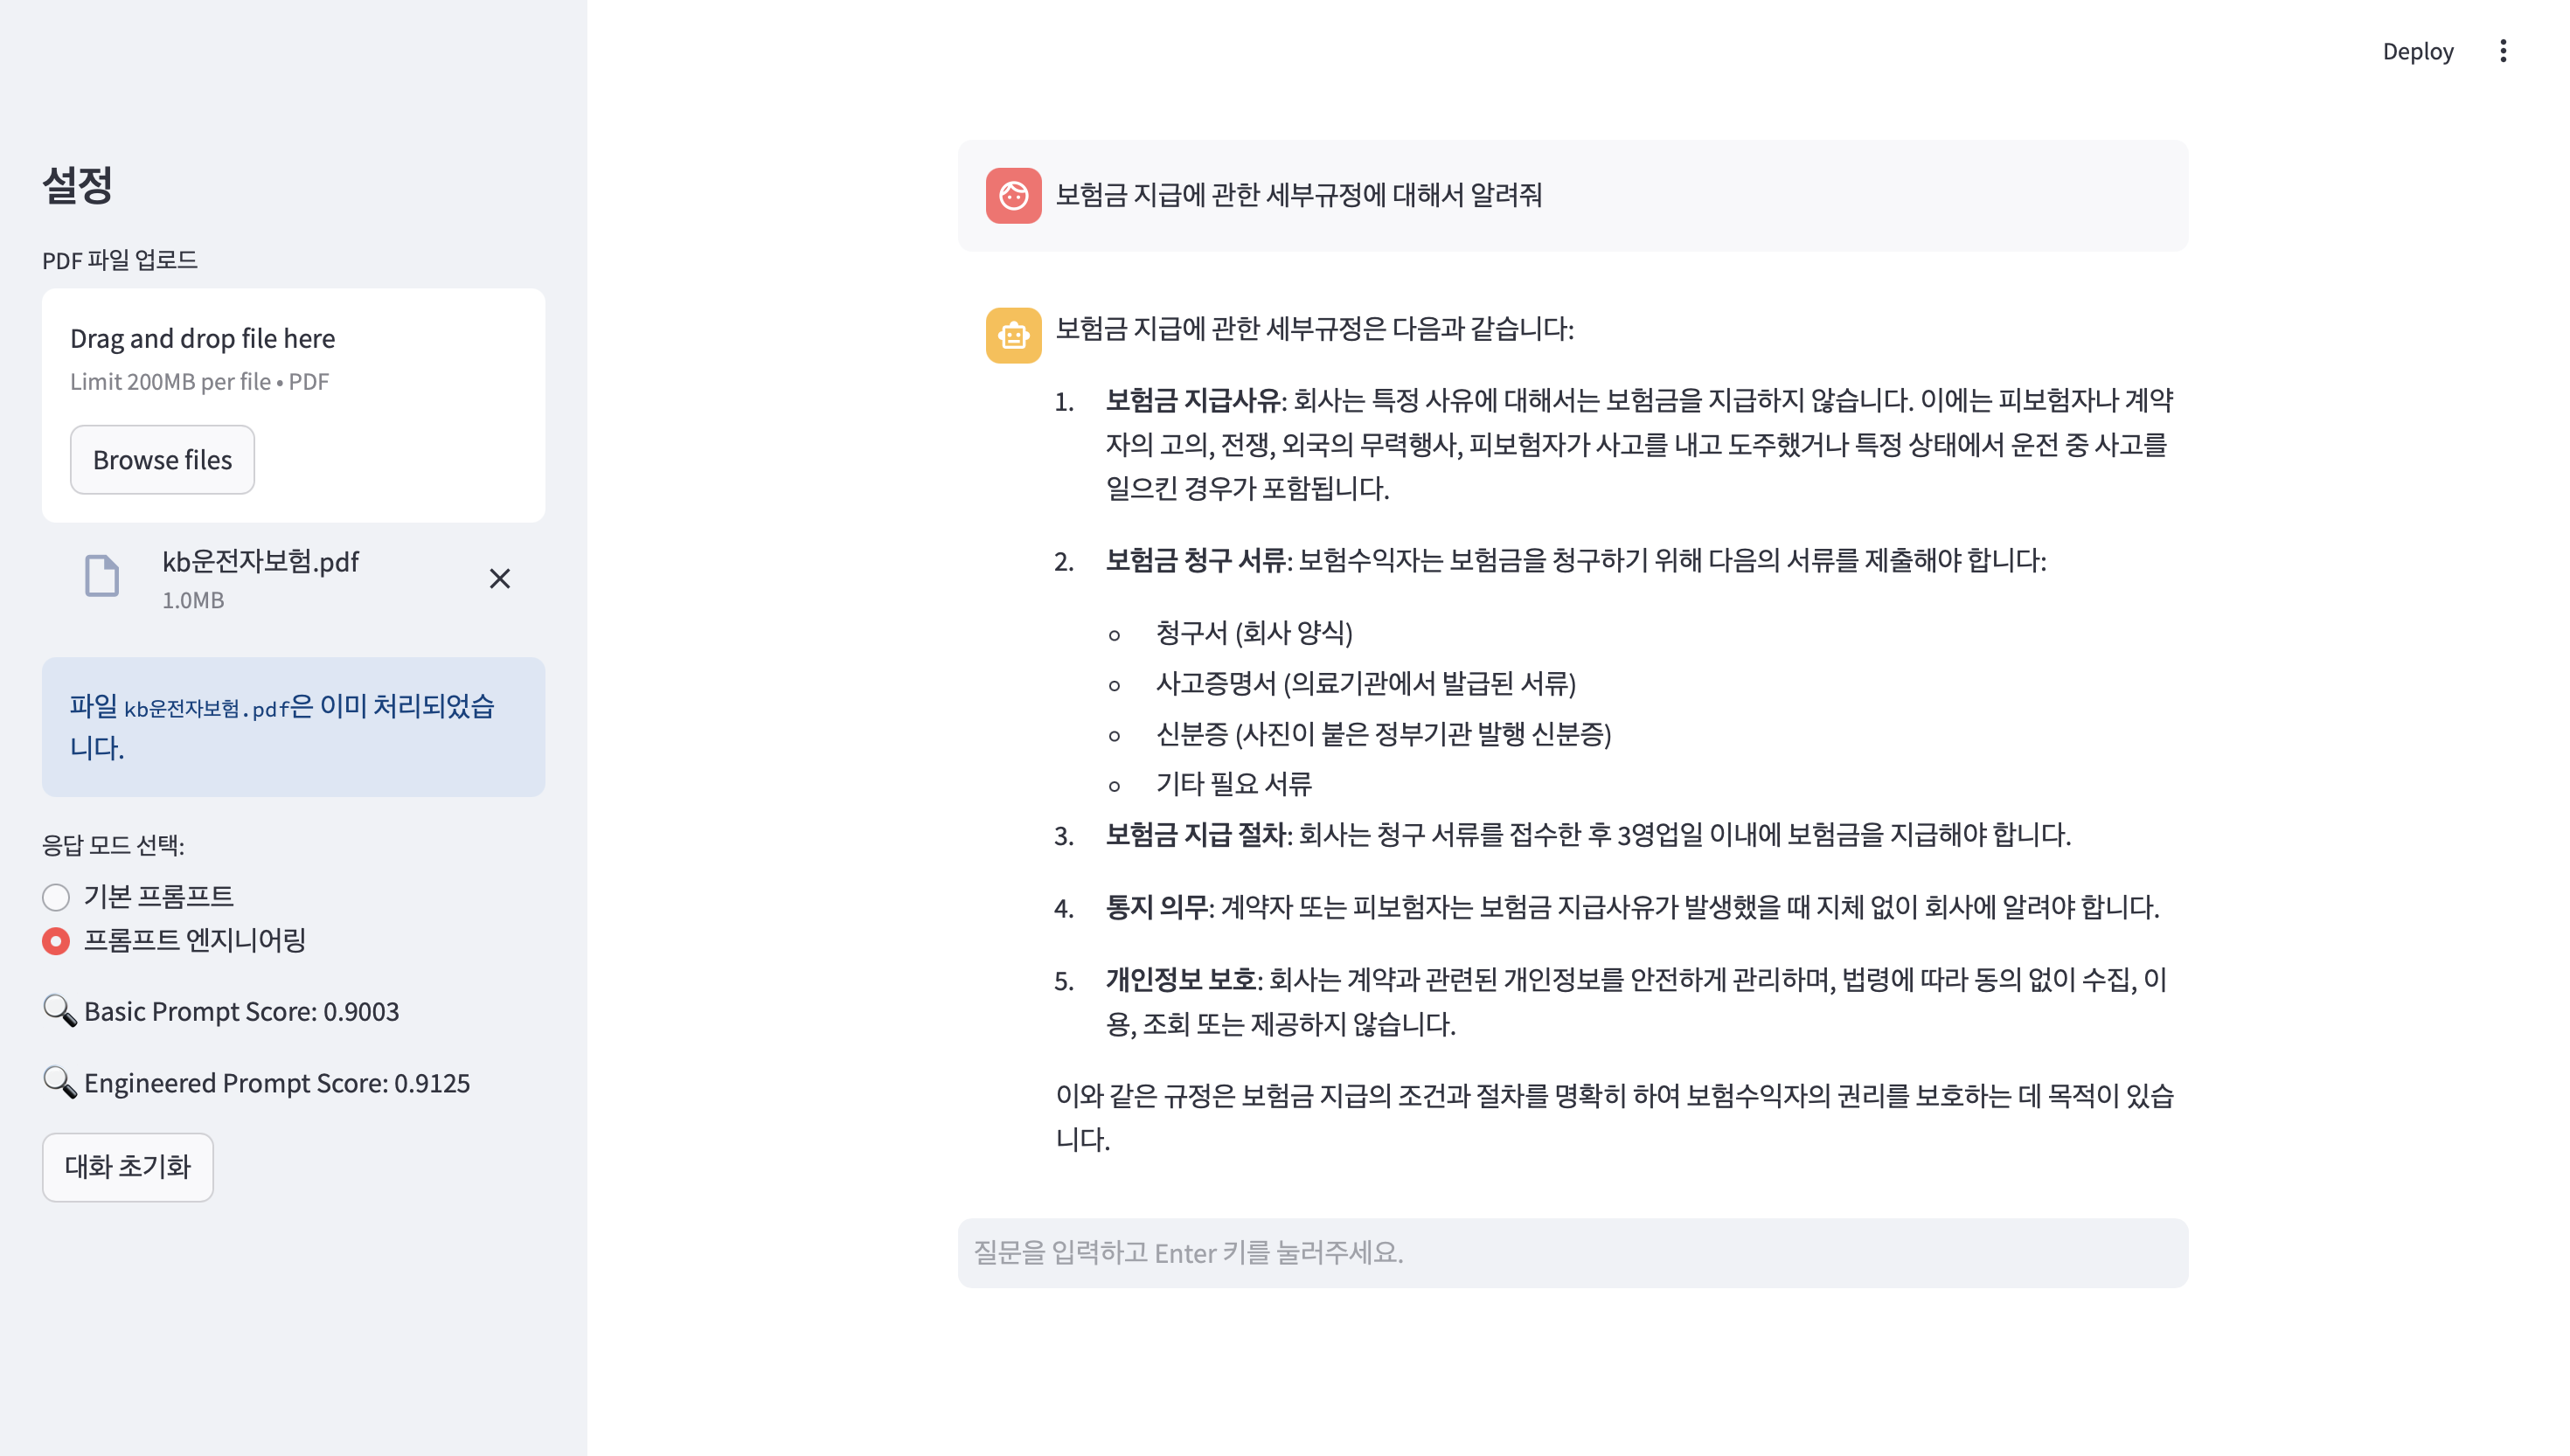 Deploy
설정
PDF 파일 업로드
Drag and drop file here
Limit 200MB per file • PDF
Browse files
kb운전자보험.pdf
1.0MB
파일 kb운전자보험.pdf은 이미 처리되었습
니다.
응답 모드 선택:
기본 프롬프트
프롬프트 엔지니어링
Basic Prompt Score: 0.9003
Engineered Prompt Score: 0.9125
대화 초기화
보험금 지급에 관한 세부규정에 대해서 알려줘
보험금 지급에 관한 세부규정은 다음과 같습니다:
1. 보험금 지급사유: 회사는 특정 사유에 대해서는 보험금을 지급하지 않습니다. 이에는 피보험자나 계약
자의 고의, 전쟁, 외국의 무력행사, 피보험자가 사고를 내고 도주했거나 특정 상태에서 운전 중 사고를
일으킨 경우가 포함됩니다.
2. 보험금 청구 서류: 보험수익자는 보험금을 청구하기 위해 다음의 서류를 제출해야 합니다:
청구서 (회사 양식)
사고증명서 (의료기관에서 발급된 서류)
신분증 (사진이 붙은 정부기관 발행 신분증)
기타 필요 서류
3. 보험금 지급 절차: 회사는 청구 서류를 접수한 후 3영업일 이내에 보험금을 지급해야 합니다.
4. 통지 의무: 계약자 또는 피보험자는 보험금 지급사유가 발생했을 때 지체 없이 회사에 알려야 합니다.
5. 개인정보 보호: 회사는 계약과 관련된 개인정보를 안전하게 관리하며, 법령에 따라 동의 없이 수집, 이
용, 조회 또는 제공하지 않습니다.
이와 같은 규정은 보험금 지급의 조건과 절차를 명확히 하여 보험수익자의 권리를 보호하는 데 목적이 있습
니다.
질문을 입력하고 Enter 키를 눌러주세요.